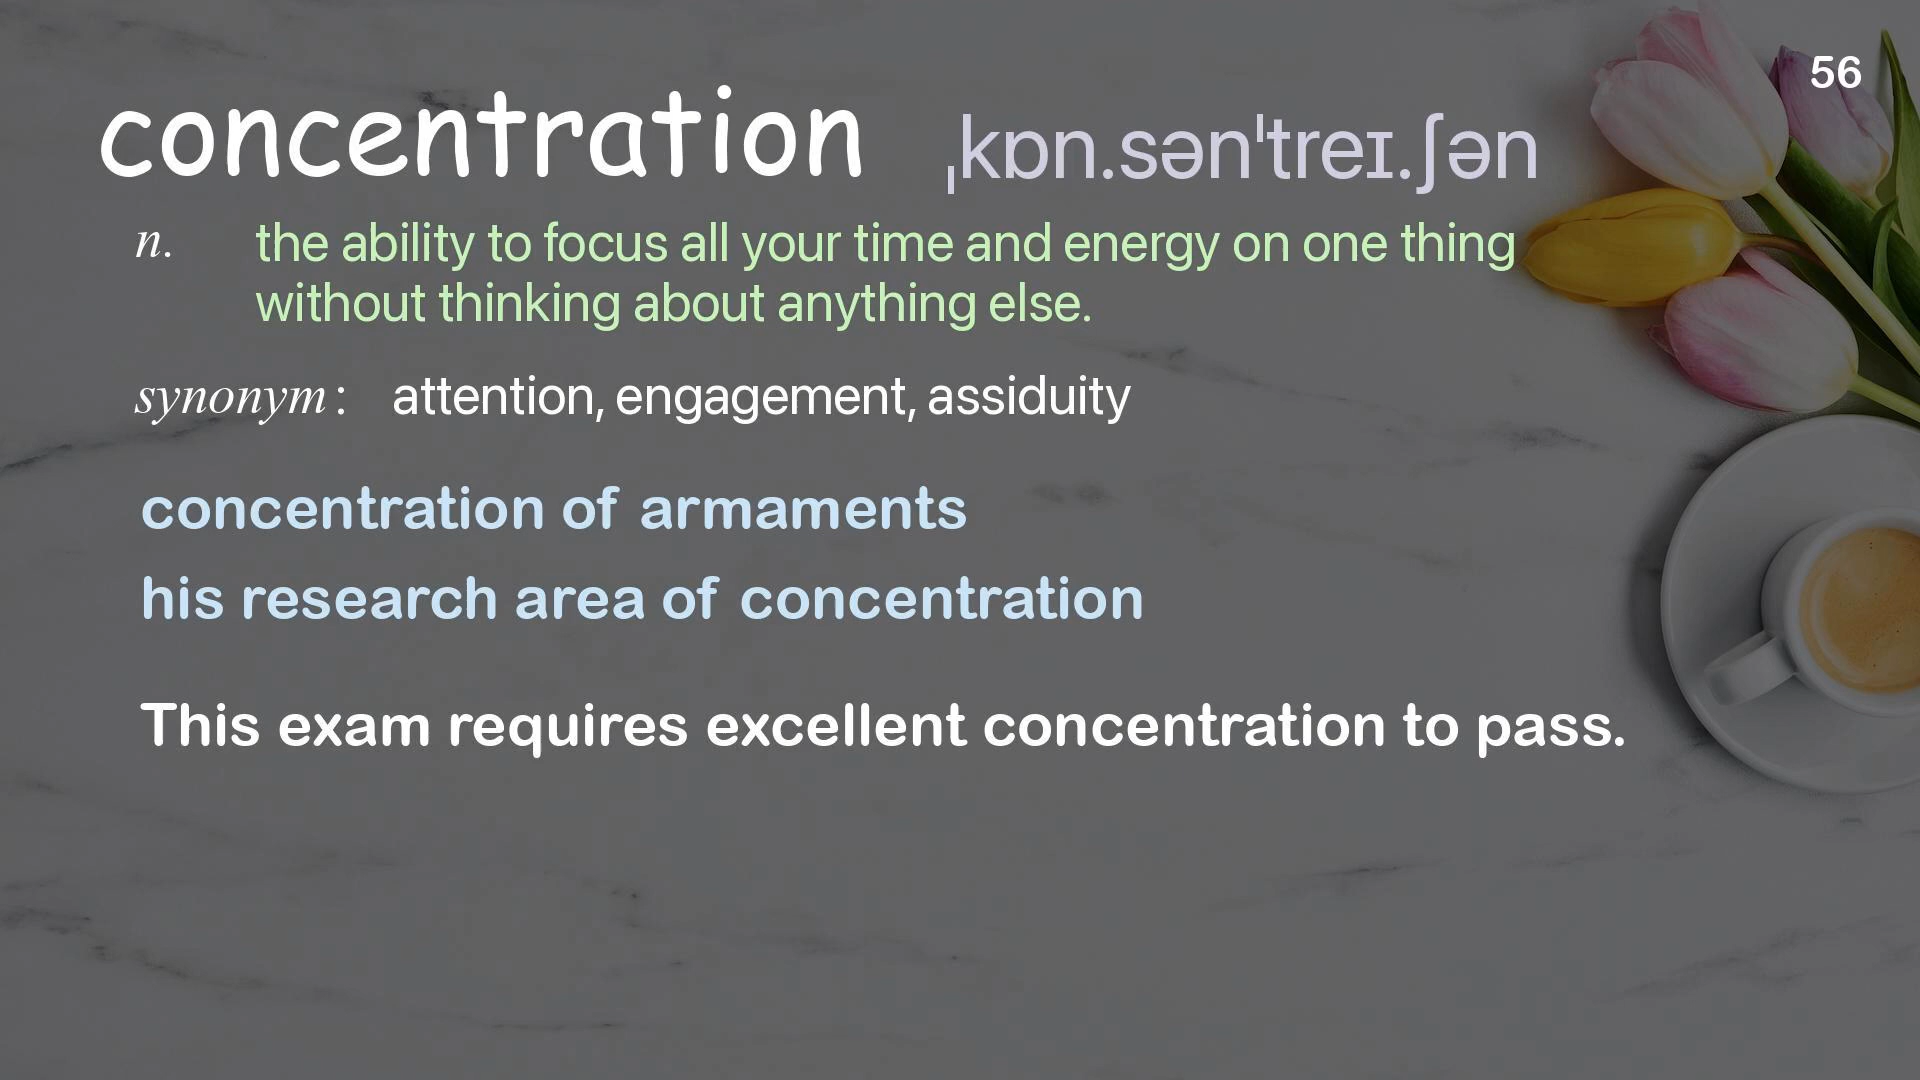 56
concentration ˌkɒn.sənˈtreɪ.ʃən
n. the ability to focus all your time and energy on one thing
without thinking about anything else.
synonym: attention, engagement, assiduity
concentration of armaments
his research area of concentration
This exam requires excellent concentration to pass.